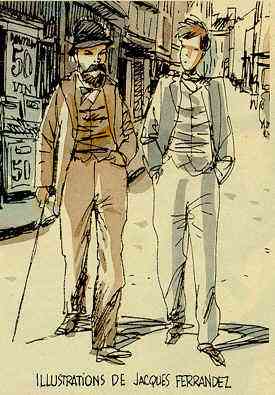 50
VIN
50
ILLUSTRATIONS DE JACQUES FERRANDEZ